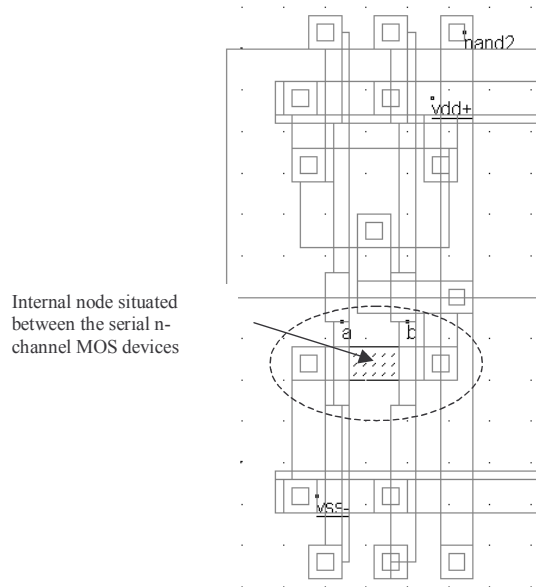 nand2
vdd+
Internal node situated
between the serial n-
channel MOS devices
a
b
vss-